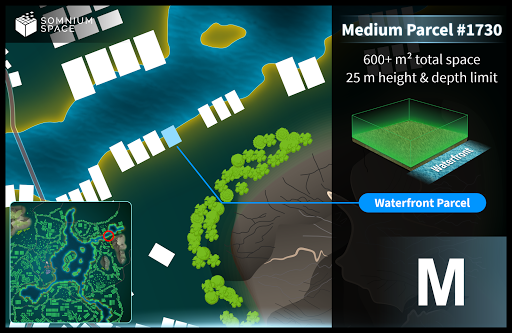 SOMNIUM
SPACE
Medium Parcel #1730
600+ m² total space
25 m height & depth limit
Waterfront
Waterfront Parcel
M